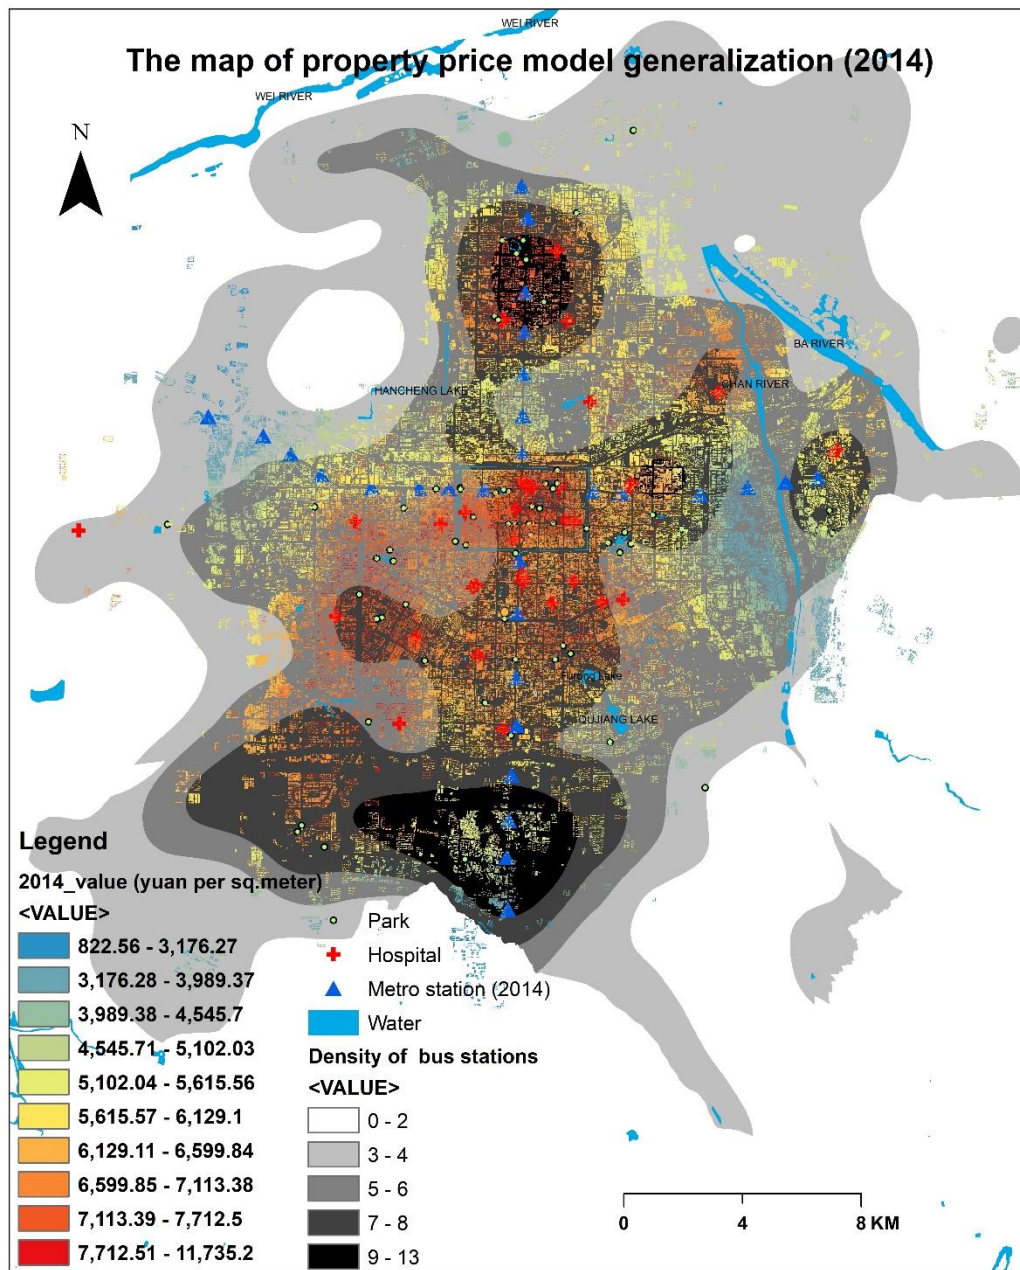 WEI RIVER
The map of property price model generalization (2014)
WEI RIVER
N
BA RIVER
CHAN RIVER
HANCHENG LAKE
Furong Lake
QUJIANG LAKE
Legend
2014_value (yuan per sq.meter)
<VALUE>
822.56 - 3,176.27
3,176.28 - 3,989.37
3,989.38 - 4,545.7
4,545.71 - 5,102.03
5,102.04 - 5,615.56
5,615.57 - 6,129.1
6,129.11 - 6,599.84
6,599.85 - 7,113.38
7,113.39 - 7,712.5
7,712.51 - 11,735.2
Park
Hospital
Metro station (2014)
Water
Density of bus stations
<VALUE>
0 - 2
3 - 4
5 - 6
7 - 8
9 - 13
0 4 8 KM